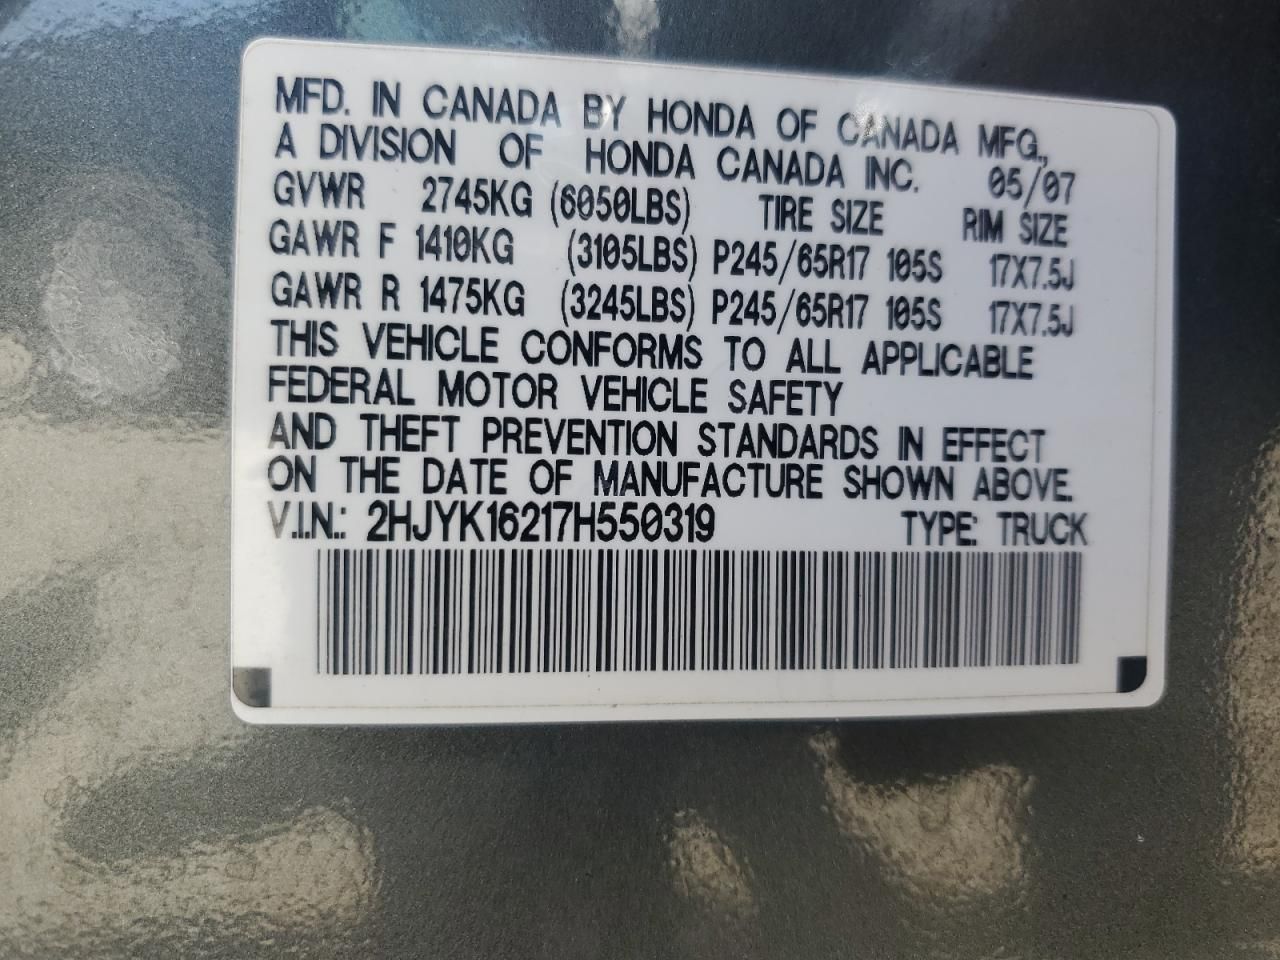 MFD. IN CANADA BY HONDA OF CANADA MFG.,
A DIVISION OF HONDA CANADA INC. 05/07
GVWR 2745KG (6050LBS) TIRE SIZE RIM SIZE
GAWR F 1410KG (3105LBS) P245/65R17 105S 17X7.5J
GAWR R 1475KG (3245LBS) P245/65R17 105S 17X7.5J
THIS VEHICLE CONFORMS TO ALL APPLICABLE
FEDERAL MOTOR VEHICLE SAFETY
AND THEFT PREVENTION STANDARDS IN EFFECT
ON THE DATE OF MANUFACTURE SHOWN ABOVE.
V.I.N.: 2HJYK16217H550319 TYPE: TRUCK